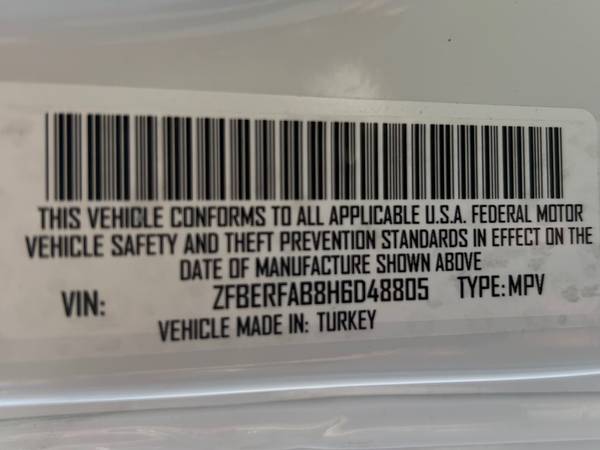 THIS VEHICLE CONFORMS TO ALL APPLICABLE U.S.A. FEDERAL MOTOR
VEHICLE SAFETY AND THEFT PREVENTION STANDARDS IN EFFECT ON THE
DATE OF MANUFACTURE SHOWN ABOVE
VIN: ZFBERFAB8H6D48805 TYPE: MPV
VEHICLE MADE IN: TURKEY